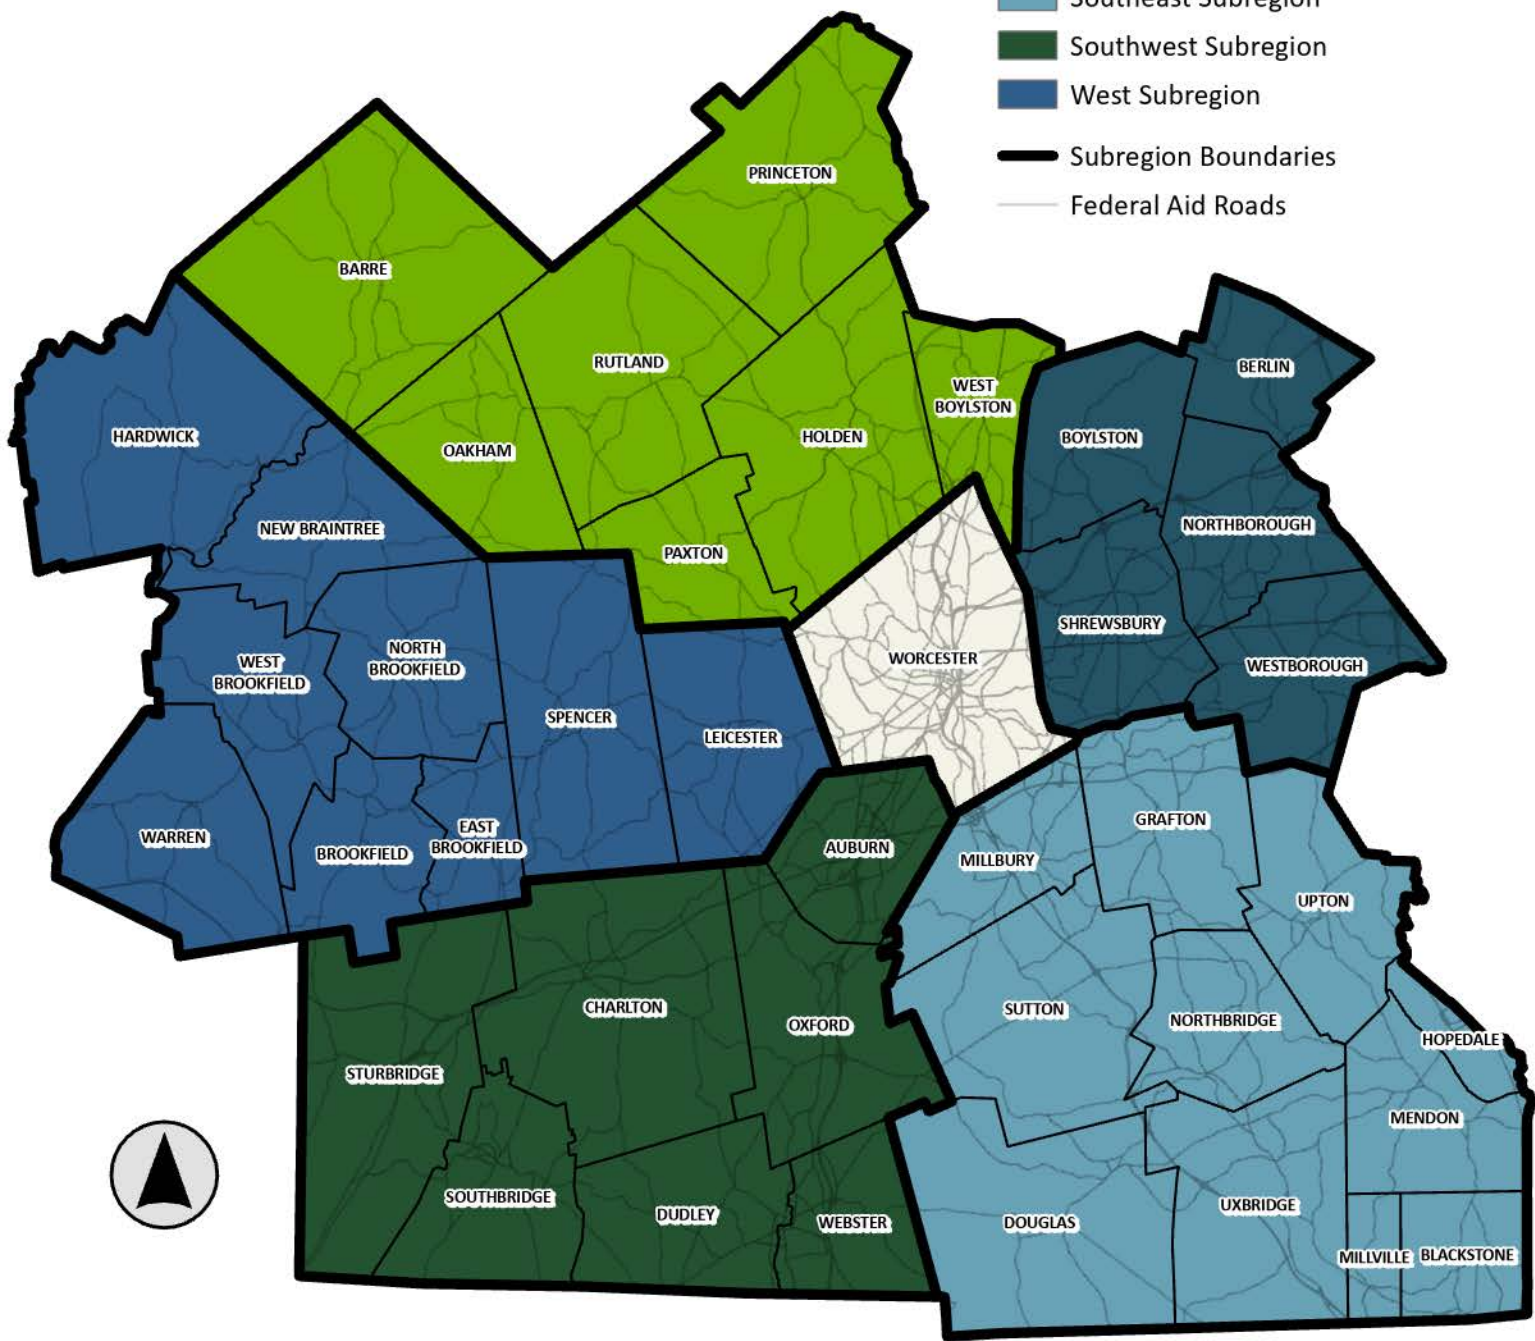 Southeast Subregion
Southwest Subregion
West Subregion
Subregion Boundaries
Federal Aid Roads
PRINCETON
BARRE
RUTLAND
BERLIN
WEST
BOYLSTON
HARDWICK
OAKHAM
HOLDEN
BOYLSTON
NEW BRAINTREE
NORTHBOROUGH
PAXTON
SHREWSBURY
WEST
BROOKFIELD
NORTH
BROOKFIELD
WORCESTER
WESTBOROUGH
SPENCER
LEICESTER
WARREN
BROOKFIELD
EAST
BROOKFIELD
AUBURN
MILLBURY
GRAFTON
UPTON
CHARLTON
OXFORD
SUTTON
NORTHBRIDGE
HOPEDALE
STURBRIDGE
MENDON
SOUTHBRIDGE
DUDLEY
WEBSTER
DOUGLAS
UXBRIDGE
MILLVILLE
BLACKSTONE